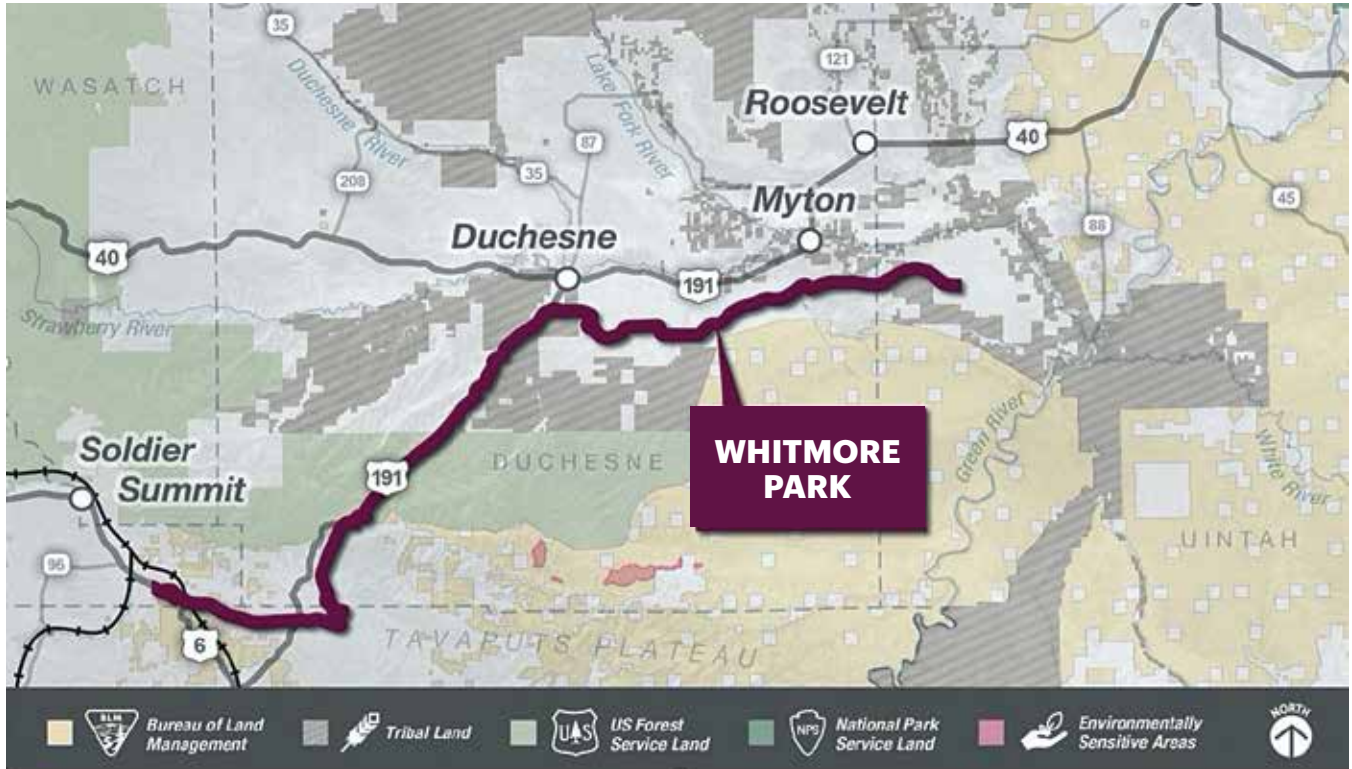 WASATCH
35
Duchesne
River
Lake Fork River
121
Roosevelt
40
87
35
208
Myton
45
88
Duchesne
40
191
Strawberry River
WHITMORE
PARK
Green River
White River
Soldier
Summit
191
DUCHESNE
UINTAH
96
6
TAVAPUTS PLATEAU
BLM
Bureau of Land
Management
Tribal Land
U S
US Forest
Service Land
NPS
National Park
Service Land
Environmentally
Sensitive Areas
NORTH